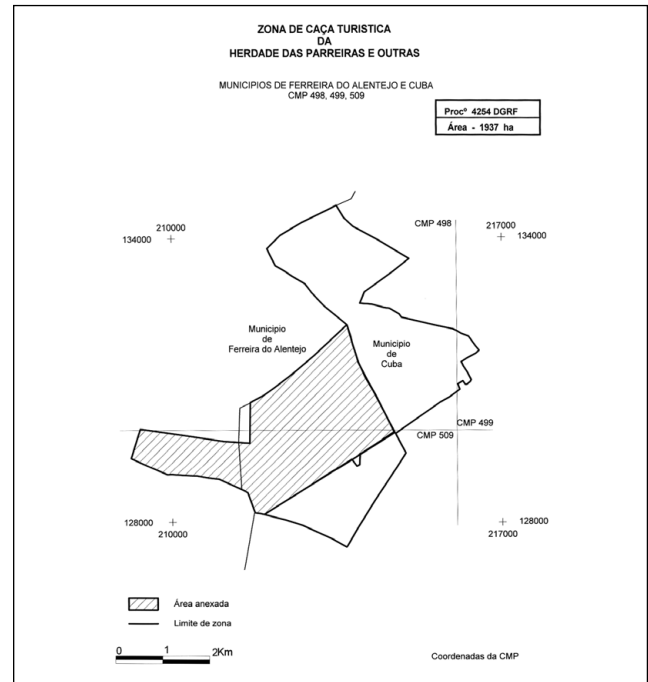 ZONA DE CAÇA TURISTICA
DA
HERDADE DAS PARREIRAS E OUTRAS
MUNICIPIOS DE FERREIRA DO ALENTEJO E CUBA
CMP 498, 499, 509
Procº 4254 DGRF
Área - 1937 ha
210000
134000
CMP 498
217000
134000
Municipio
de
Ferreira do Alentejo
Municipio
de
Cuba
CMP 499
CMP 509
128000
210000
128000
217000
Área anexada
Limite de zona
0 1 2Km
Coordenadas da CMP